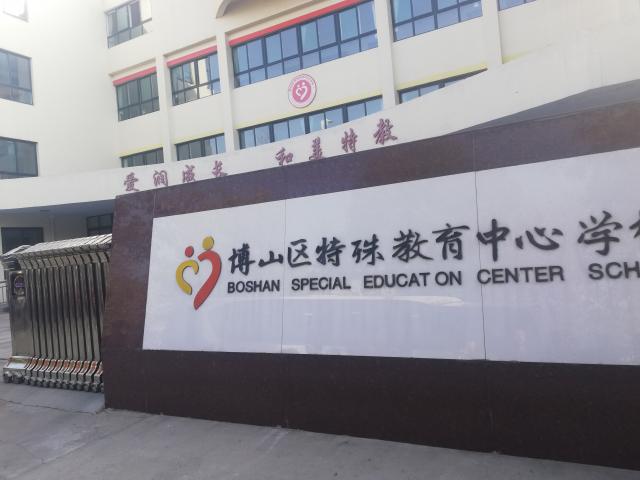 爱润成长 和美特教
博山区特殊教育中心学校
BOSHAN SPECIAL EDUCAT ON CENTER SCH